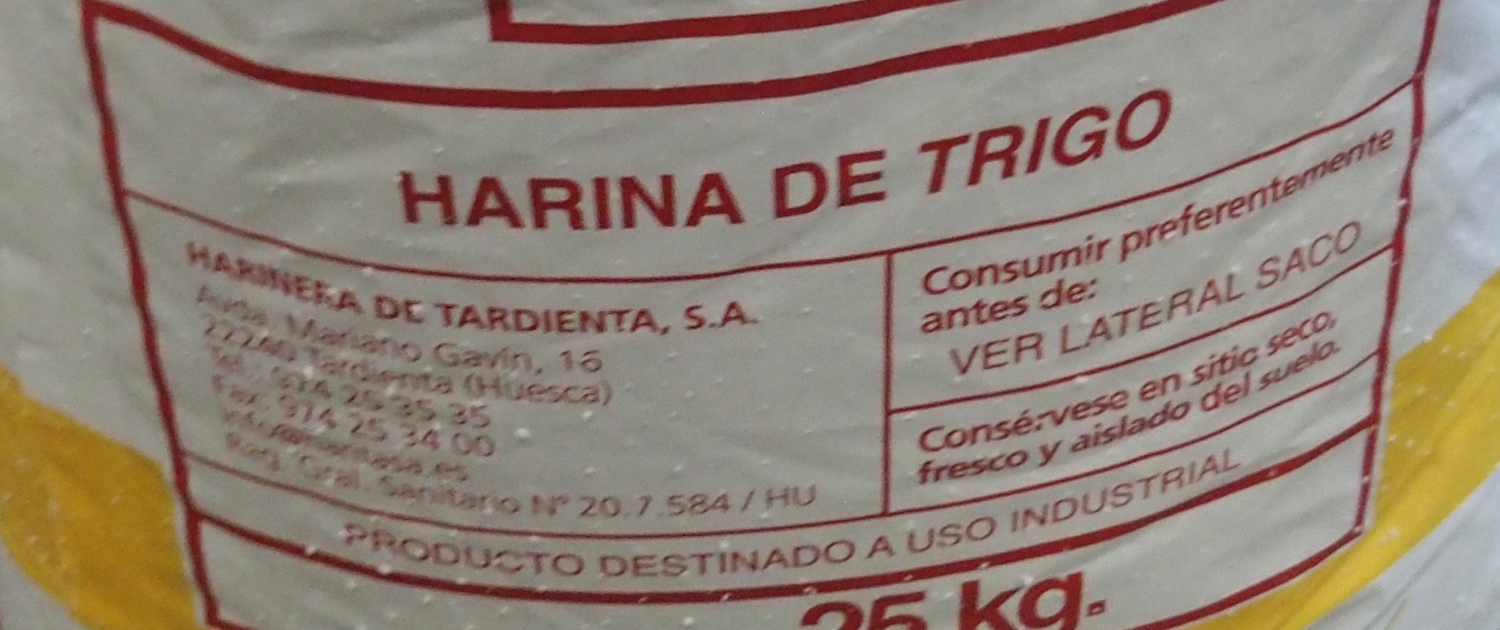 HARINA DE TRIGO
HARINERA DE TARDIENTA, S.A.
Avda. Mariano Gavín, 16
22240 Tardienta (Huesca)
Tel.: 974 25 35 35
Fax: 974 25 34 00
Reg. Gral. Sanitario Nº 20.7.584 / HU
Consumir preferentemente
antes de:
VER LATERAL SACO
Consérvese en sitio seco,
fresco y aislado del suelo.
PRODUCTO DESTINADO A USO INDUSTRIAL
25 kg.